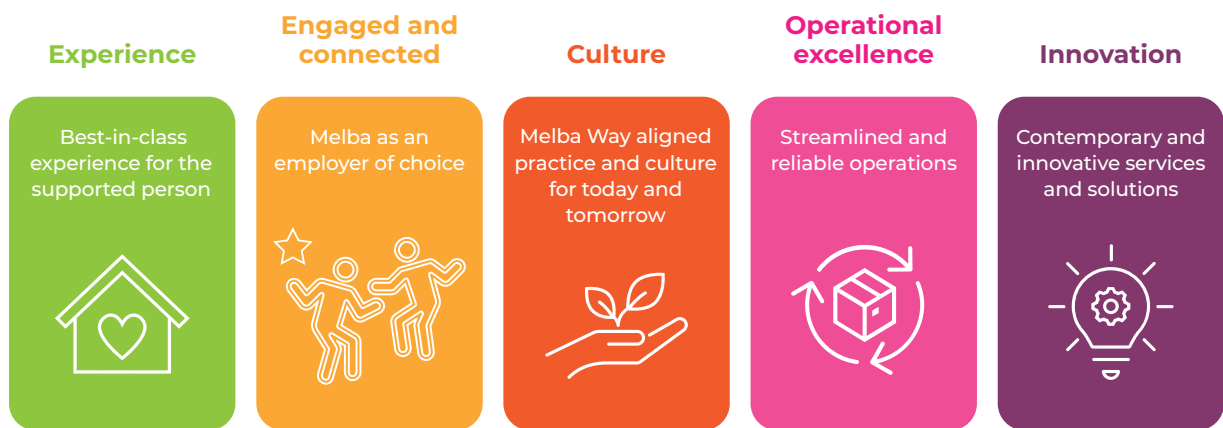 Experience
Best-in-class
experience for the
supported person
Engaged and
connected
Melba as an
employer of choice
Culture
Melba Way aligned
practice and culture
for today and
tomorrow
Operational
excellence
Streamlined and
reliable operations
Innovation
Contemporary and
innovative services
and solutions